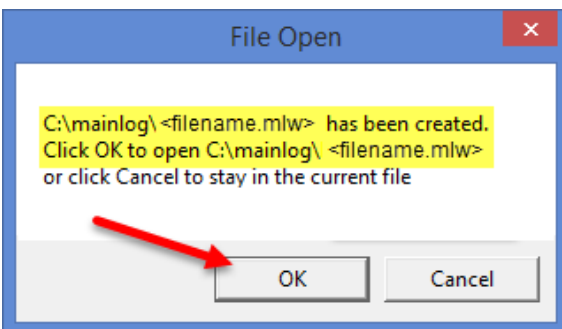 File Open
C:\mainlog\ <filename.mlw> has been created.
Click OK to open C:\mainlog\ <filename.mlw>
or click Cancel to stay in the current file
OK Cancel